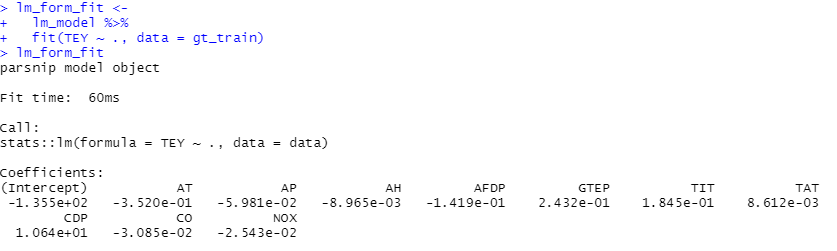 > lm_form_fit <-
+   lm_model %>%
+   fit(TEY ~ ., data = gt_train)
> lm_form_fit
parsnip model object

Fit time:  60ms

Call:
stats::lm(formula = TEY ~ ., data = data)

Coefficients:
(Intercept)           AT           AP           AH         AFDP         GTEP          TIT          TAT
 -1.355e+02   -3.520e-01   -5.981e-02   -8.965e-03   -1.419e-01    2.432e-01    1.845e-01    8.612e-03
        CDP           CO          NOX
  1.064e+01   -3.085e-02   -2.543e-02